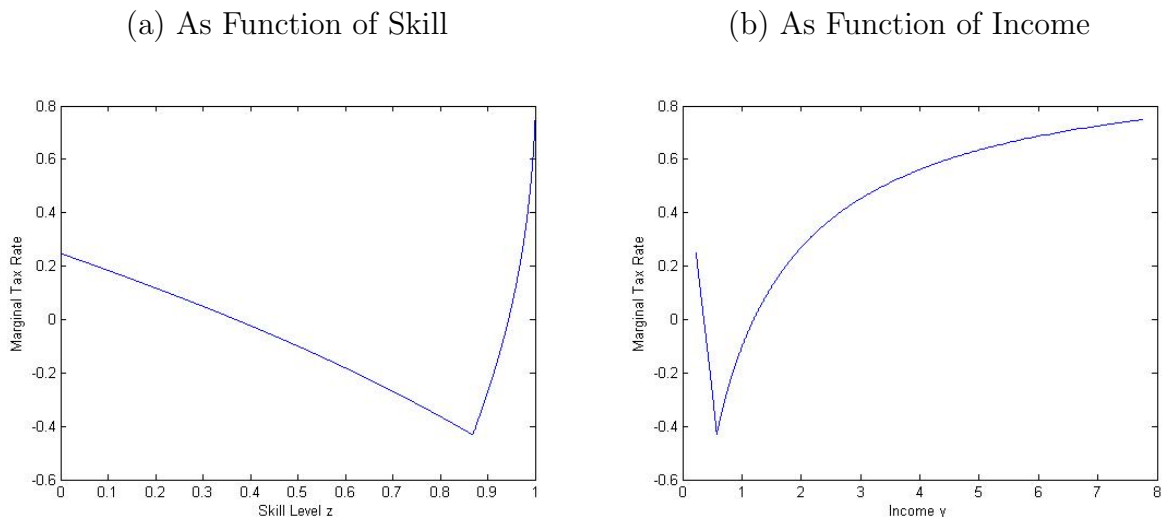 (a) As Function of Skill
(b) As Function of Income
0.8
0.6
0.4
0.2
0
-0.2
-0.4
-0.6
Marginal Tax Rate
0 0.1 0.2 0.3 0.4 0.5 0.6 0.7 0.8 0.9 1
Skill Level z
0.8
0.6
0.4
0.2
0
-0.2
-0.4
-0.6
Marginal Tax Rate
0 1 2 3 4 5 6 7 8
Income y